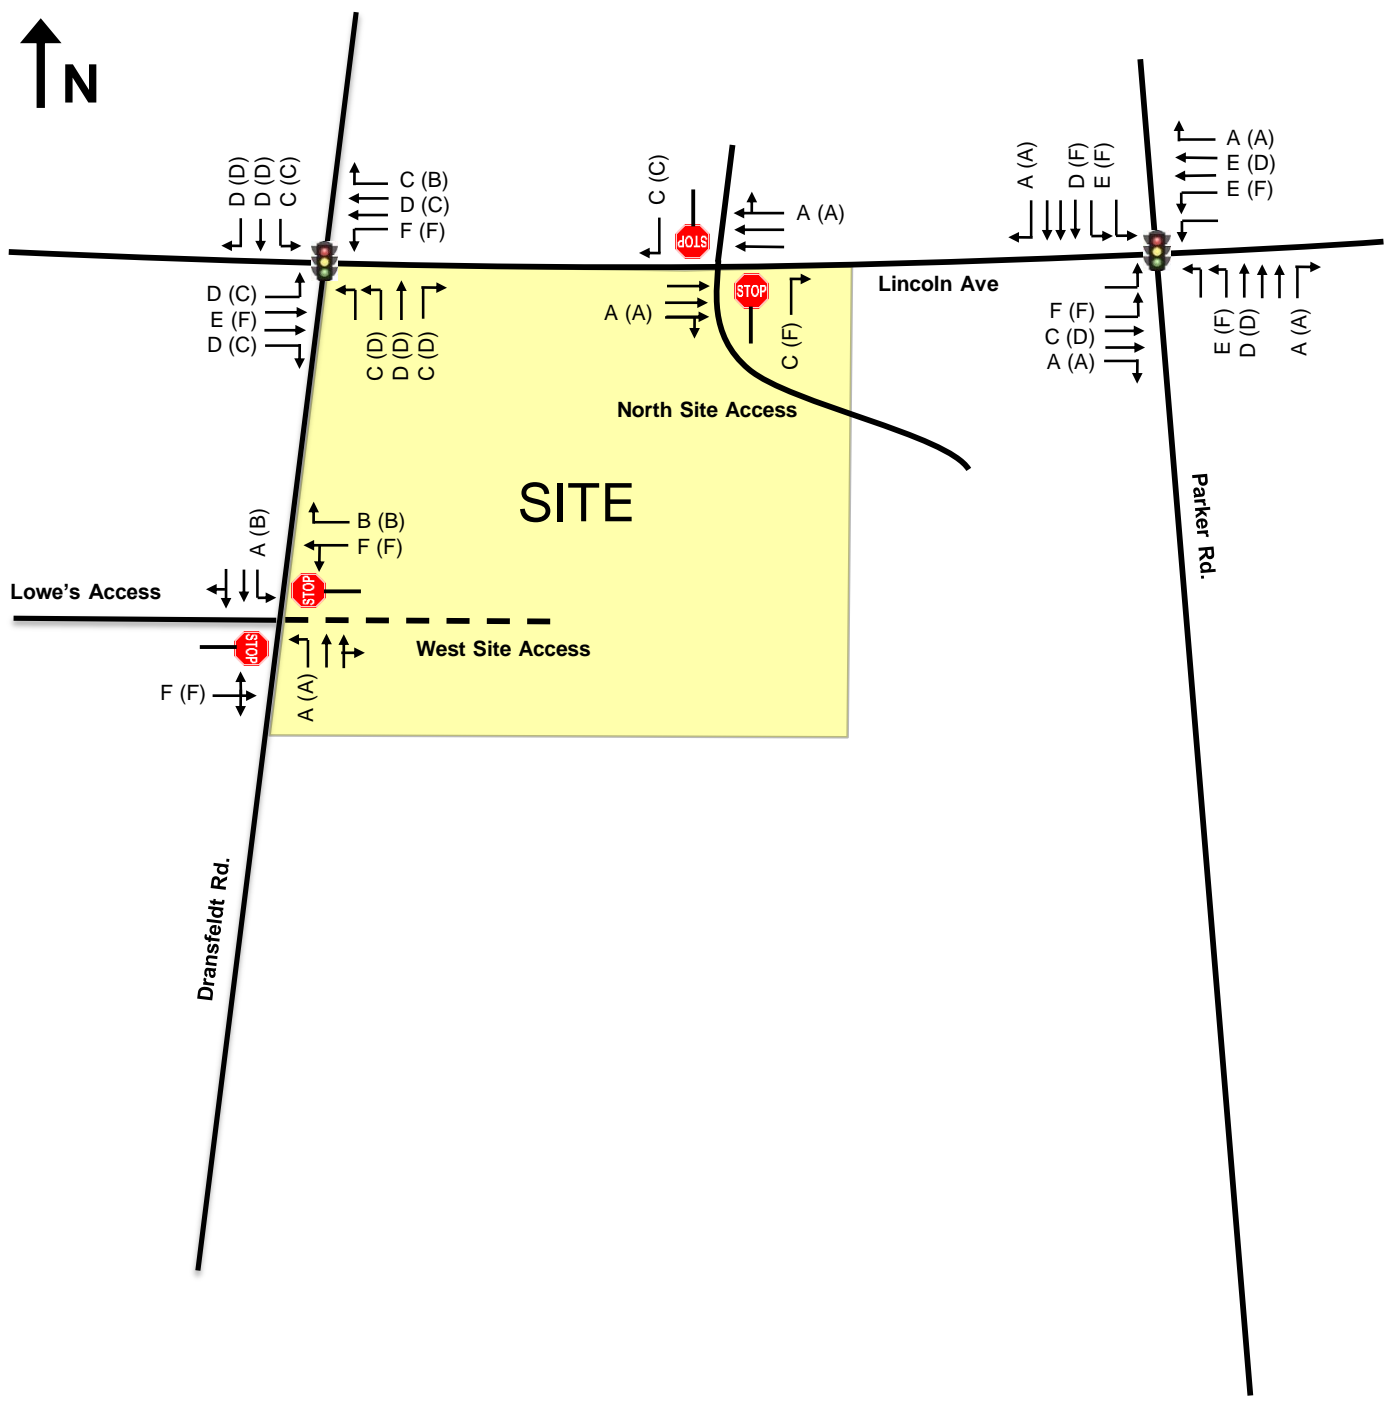 N
D (D)
D (D)
C (C)
C (B)
D (C)
F (F)
D (C)
E (F)
D (C)
C (D)
D (D)
C (D)
C (C)
STOP
A (A)
A (A)
STOP
C (F)
Lincoln Ave
North Site Access
A (A)
D (F)
E (F)
A (A)
E (D)
E (F)
F (F)
C (D)
A (A)
E (F)
D (D)
A (A)
SITE
Parker Rd.
A (B)
B (B)
F (F)
STOP
Lowe's Access
West Site Access
STOP
F (F)
A (A)
Dransfeldt Rd.